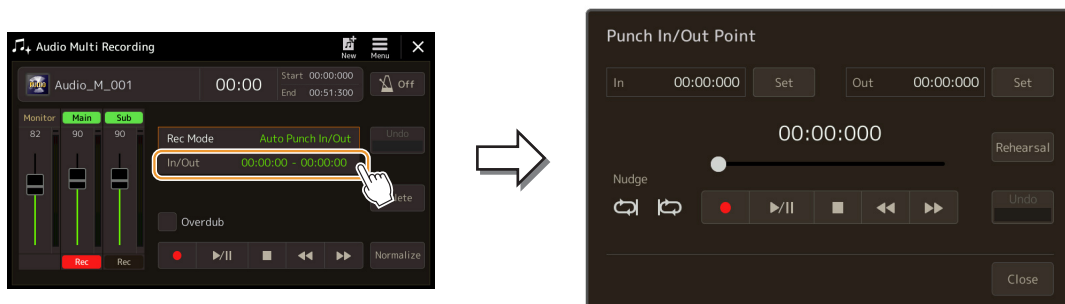 Audio Multi Recording New Menu
Audio Audio_M_001 00:00 Start 00:00:000 Off
End 00:51:300
Monitor Main Sub
82 90 90
Rec Mode Auto Punch In/Out Undo
In/Out 00:00:00 - 00:00:00
Overdub
Normalize
Rec Rec
Punch In/Out Point
In 00:00:000 Set Out 00:00:000 Set
00:00:000
Rehearsal
Nudge
Undo
Close